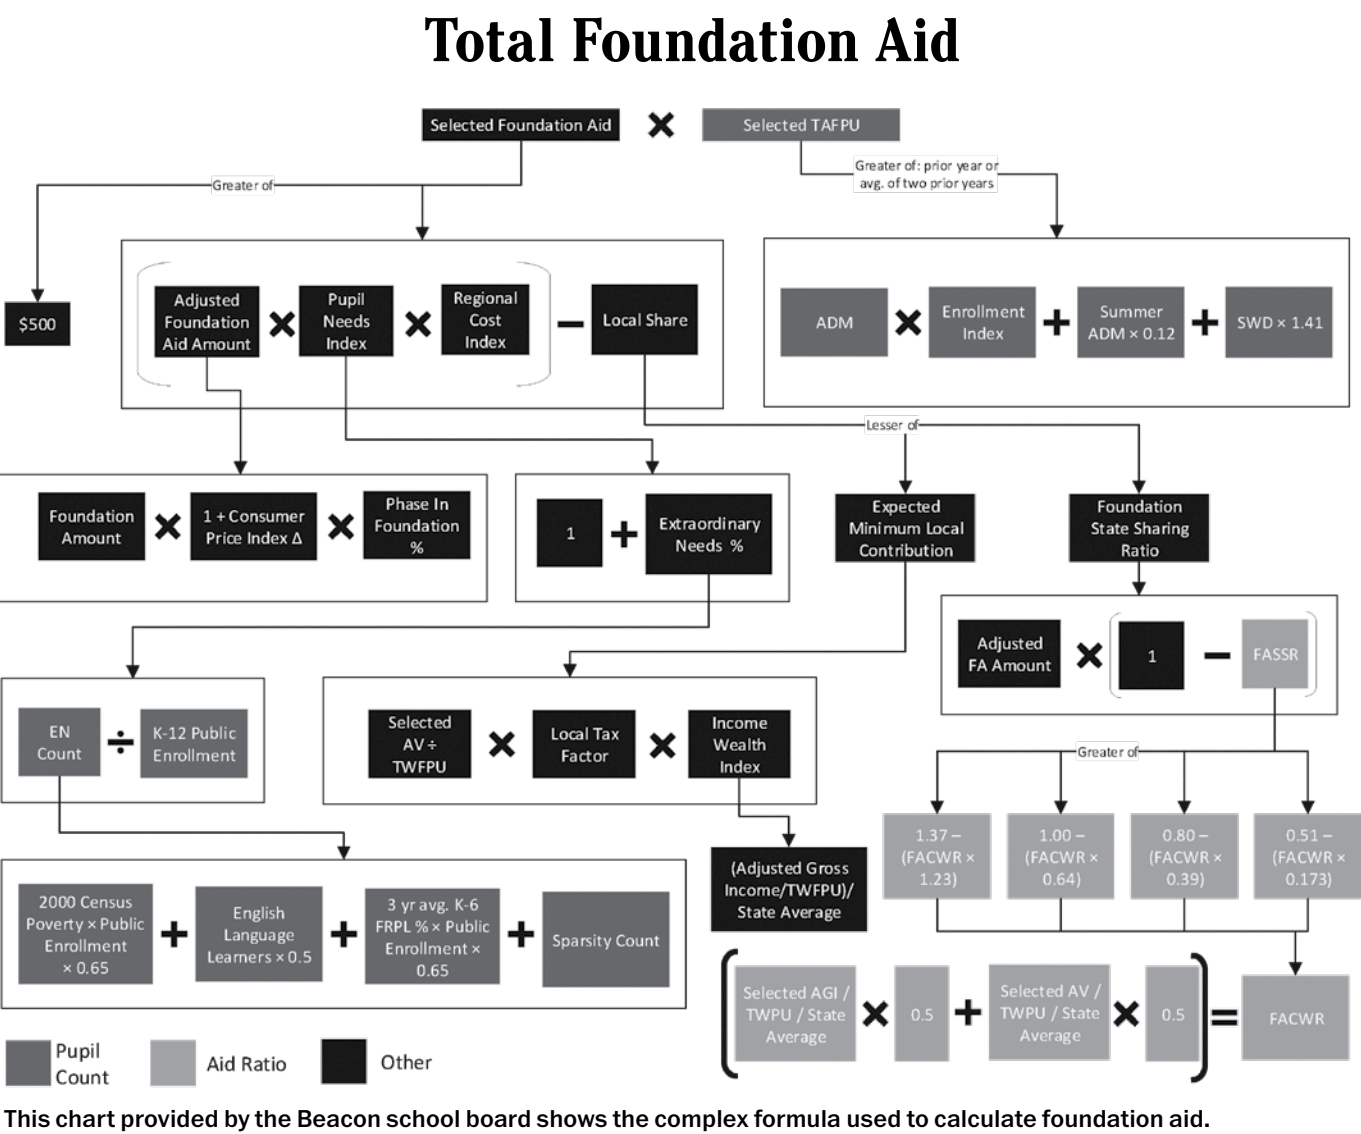 Total Foundation Aid
Selected Foundation Aid
×
Selected TAFPU
Greater of
Greater of: prior year or
avg. of two prior years
$500
(
Adjusted
Foundation
Aid Amount
×
Pupil
Needs
Index
×
Regional
Cost
Index
)
−
Local Share
ADM
×
Enrollment
Index
+
Summer
ADM × 0.12
+
SWD × 1.41
Lesser of
Foundation
Amount
×
1 + Consumer
Price Index Δ
×
Phase In
Foundation
%
1
+
Extraordinary
Needs %
Expected
Minimum Local
Contribution
Foundation
State Sharing
Ratio
Adjusted
FA Amount
×
(
1
−
FASSR
)
EN
Count
÷
K-12 Public
Enrollment
Selected
AV ÷
TWFPU
×
Local Tax
Factor
×
Income
Wealth
Index
Greater of
1.37 –
(FACWR ×
1.23)
1.00 –
(FACWR ×
0.64)
0.80 –
(FACWR ×
0.39)
0.51 –
(FACWR ×
0.173)
(Adjusted Gross
Income/TWFPU)/
State Average
2000 Census
Poverty × Public
Enrollment
× 0.65
+
English
Language
Learners × 0.5
+
3 yr avg. K-6
FRPL % × Public
Enrollment ×
0.65
+
Sparsity Count
(
Selected AGI /
TWPU / State
Average
×
0.5
+
Selected AV /
TWPU / State
Average
×
0.5
)
=
FACWR
Pupil
Count
Aid Ratio
Other
This chart provided by the Beacon school board shows the complex formula used to calculate foundation aid.